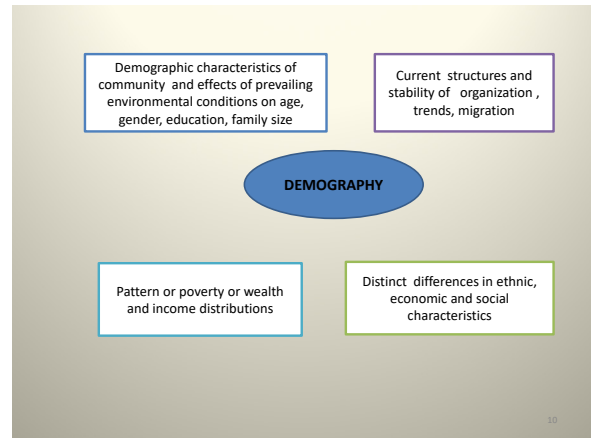 Demographic characteristics of
community and effects of prevailing
environmental conditions on age,
gender, education, family size
Current structures and
stability of organization ,
trends, migration
DEMOGRAPHY
Pattern or poverty or wealth
and income distributions
Distinct differences in ethnic,
economic and social
characteristics
10